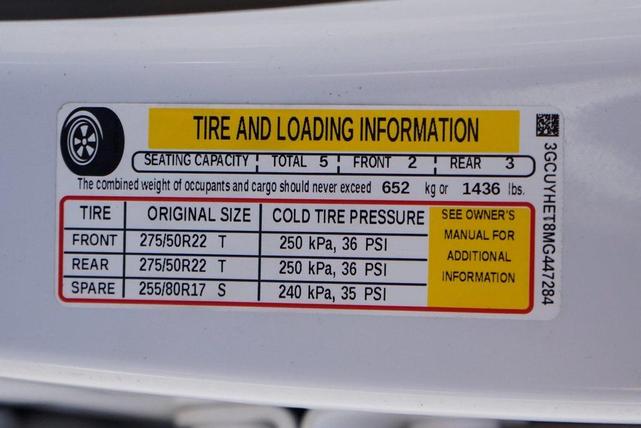 TIRE AND LOADING INFORMATION
SEATING CAPACITY TOTAL 5 FRONT 2 REAR 3
The combined weight of occupants and cargo should never exceed 652 kg or 1436 lbs.
TIRE ORIGINAL SIZE COLD TIRE PRESSURE
FRONT 275/50R22 T 250 kPa, 36 PSI
REAR 275/50R22 T 250 kPa, 36 PSI
SPARE 255/80R17 S 240 kPa, 35 PSI
SEE OWNER'S
MANUAL FOR
ADDITIONAL
INFORMATION
3GCUYHET8MG447284